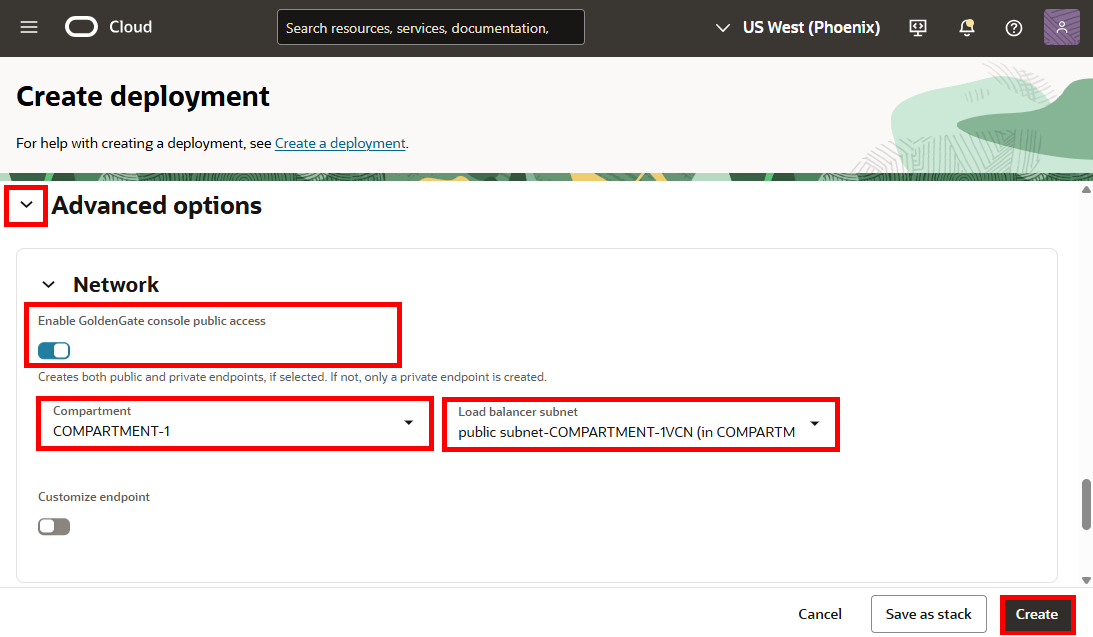 Cloud
Search resources, services, documentation,
US West (Phoenix)
Create deployment
For help with creating a deployment, see Create a deployment.
Advanced options
Network
Enable GoldenGate console public access
Creates both public and private endpoints, if selected. If not, only a private endpoint is created.
Compartment
COMPARTMENT-1
Load balancer subnet
public subnet-COMPARTMENT-1VCN (in COMPARTM
Customize endpoint
Cancel
Save as stack
Create